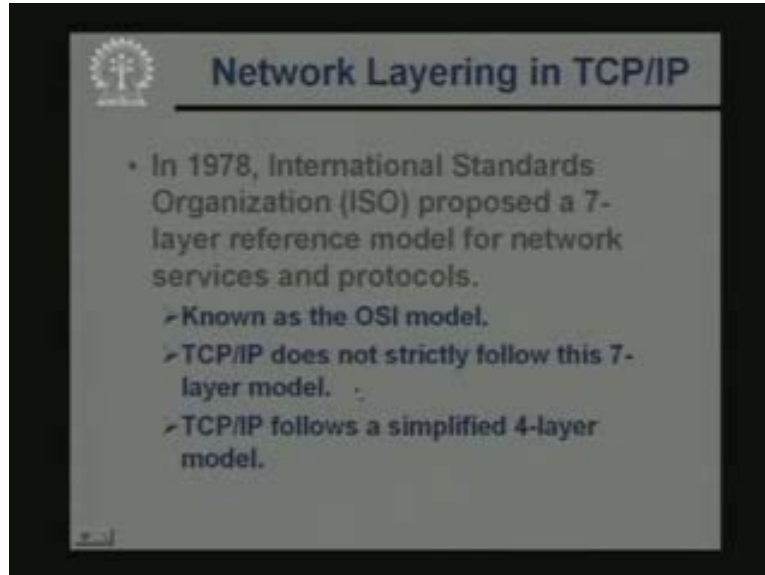 Network Layering in TCP/IP
• In 1978, International Standards
Organization (ISO) proposed a 7-
layer reference model for network
services and protocols.
➢Known as the OSI model.
➢TCP/IP does not strictly follow this 7-
layer model.
➢TCP/IP follows a simplified 4-layer
model.